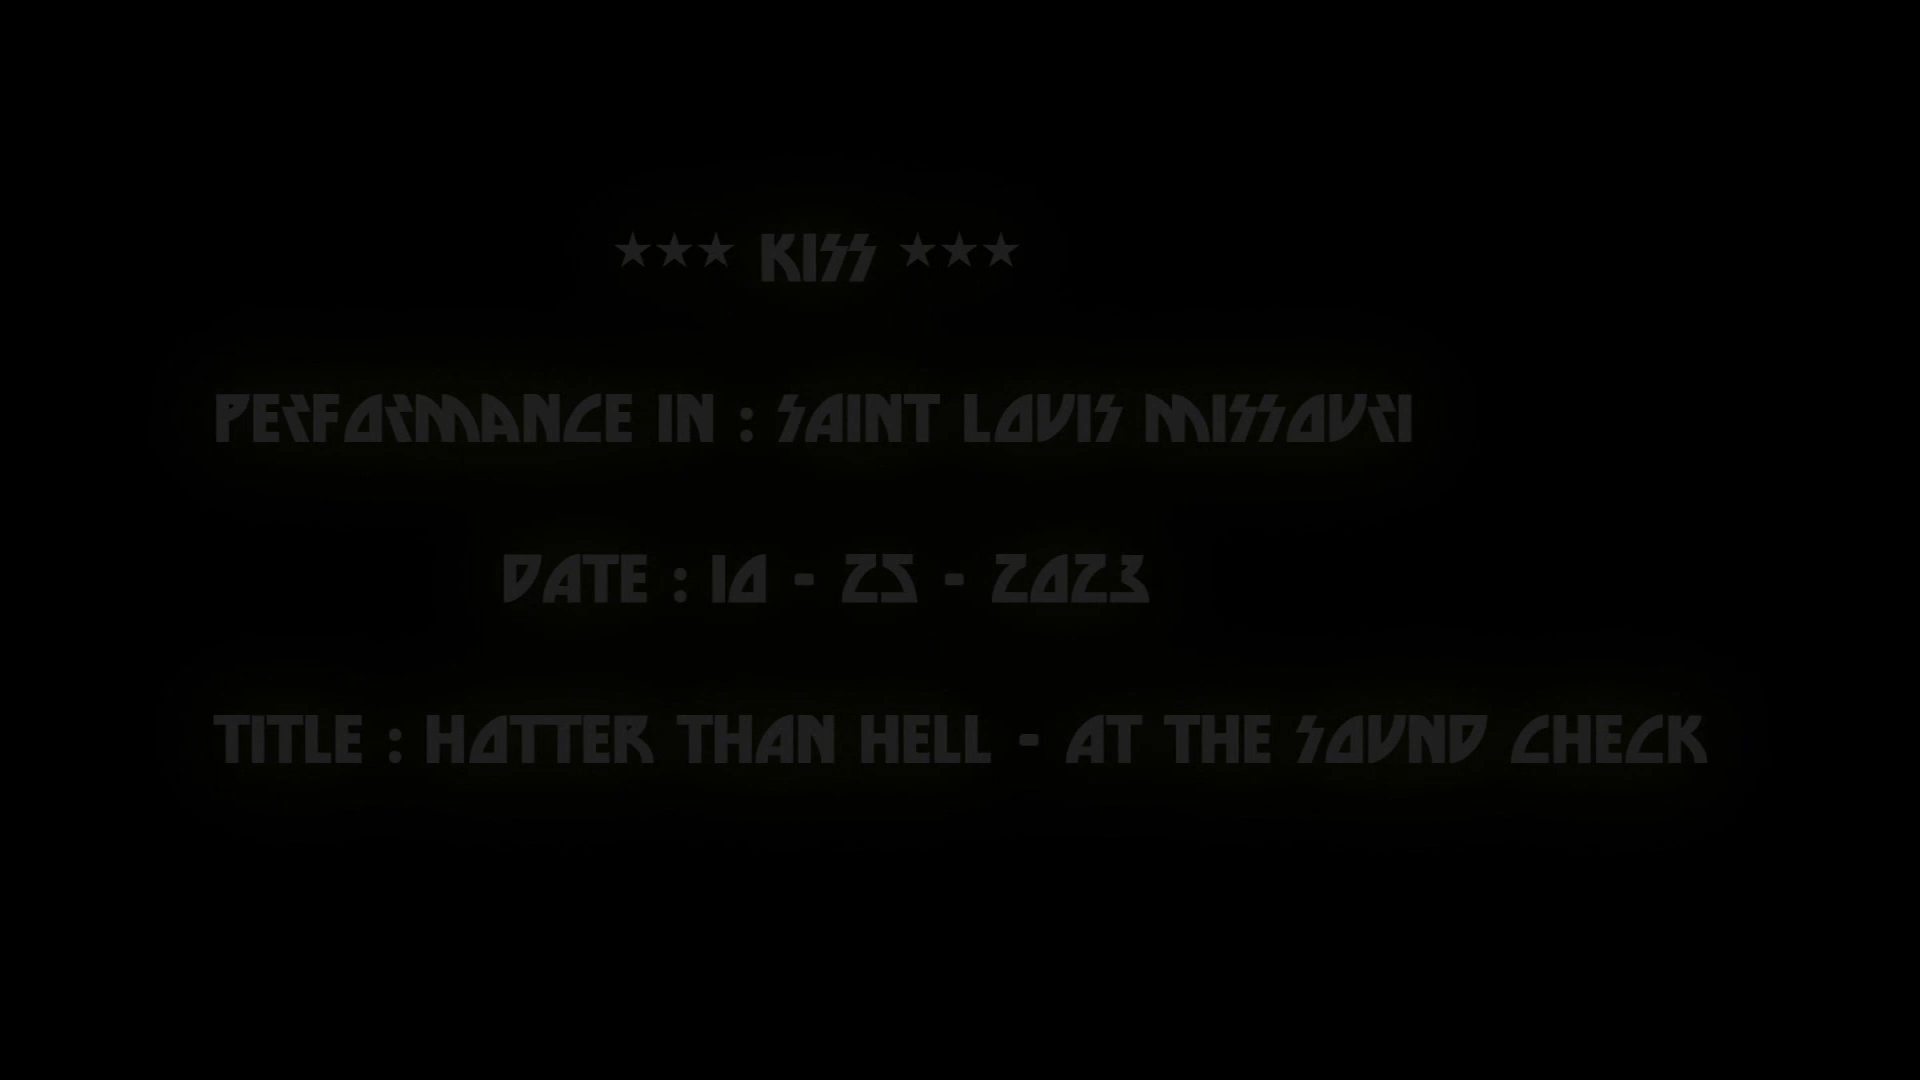 ★★★ KISS ★★★
PERFORMANCE IN : SAINT LOUIS MISSOURI
DATE : 10 - 25 - 2023
TITLE : HOTTER THAN HELL - AT THE SOUND CHECK